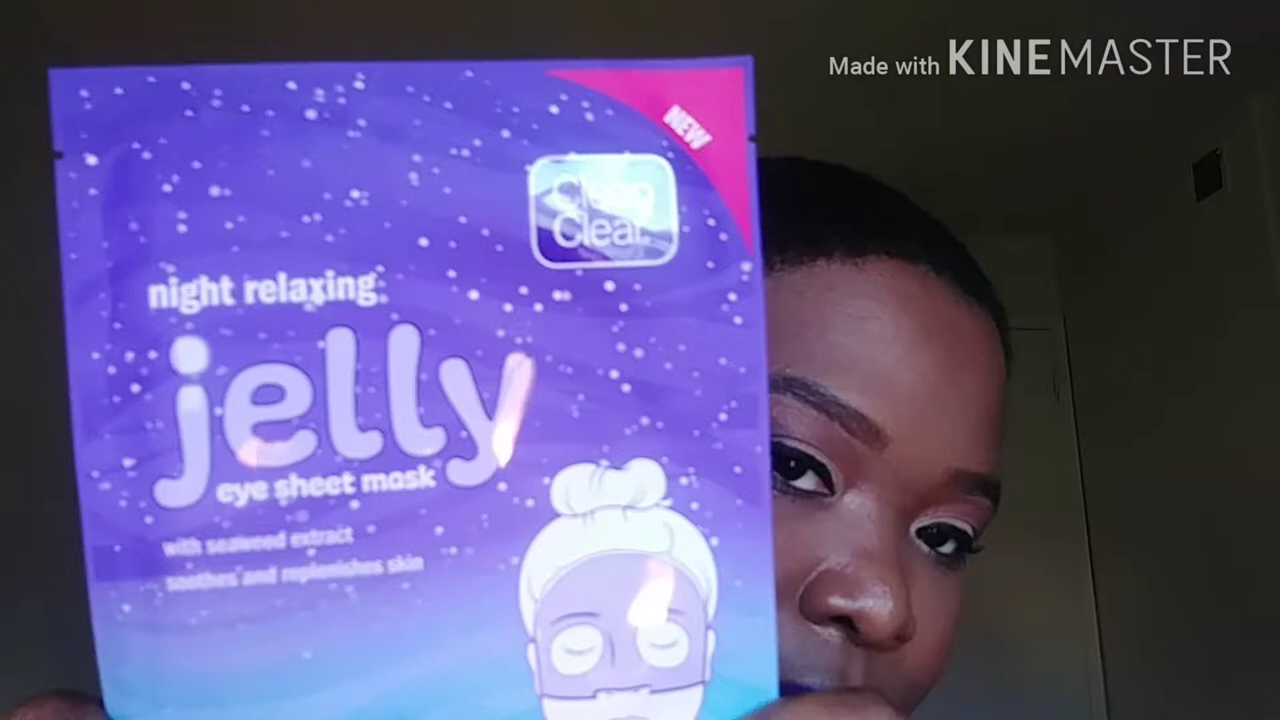 Made with KINEMASTER
NEW
Clean
Clear
night relaxing
jelly
eye sheet mask
with seaweed extract
soothes and replenishes skin